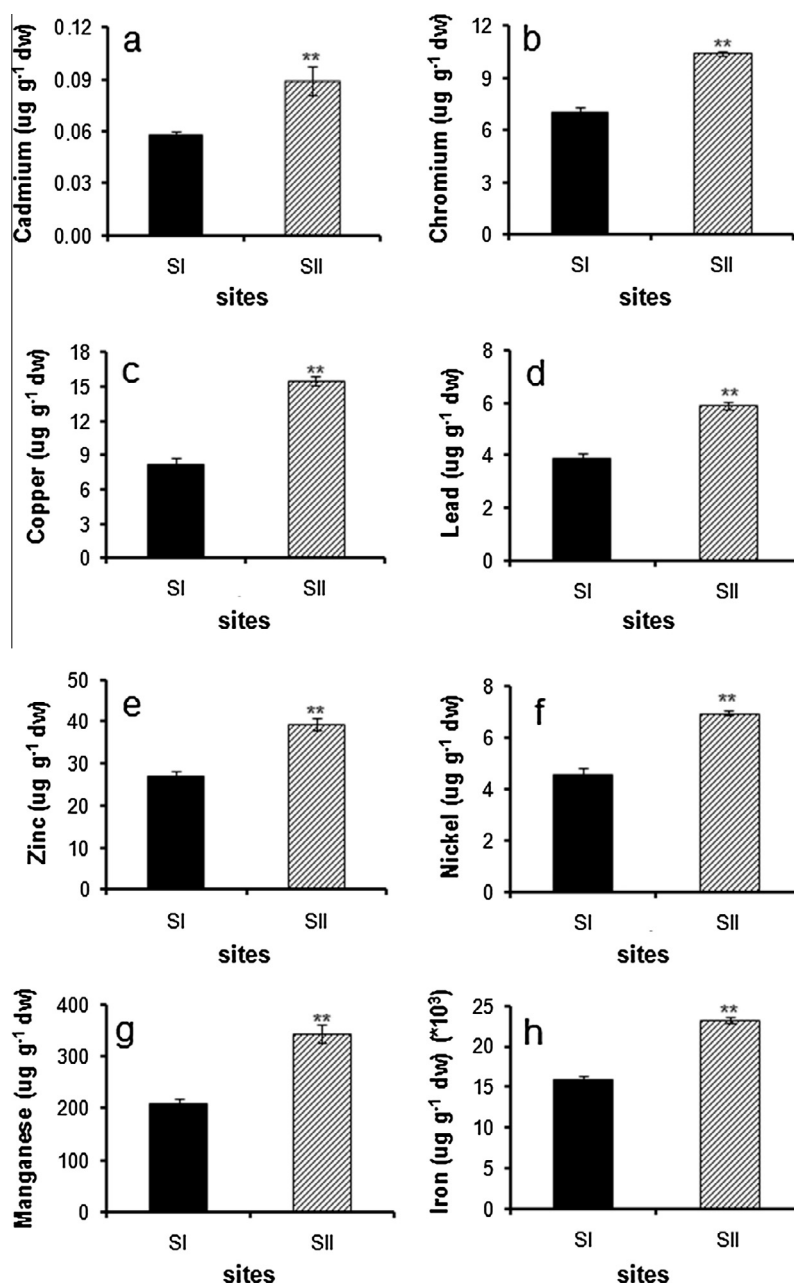 a
Cadmium (ug g-1 dw)
0.12
0.09
0.06
0.03
0.00
**
SI
SII
sites
b
Chromium (ug g-1 dw)
12
9
6
3
0
**
SI
SII
sites
c
Copper (ug g-1 dw)
18
15
12
9
6
3
0
**
SI
SII
sites
d
Lead (ug g-1 dw)
8
6
4
2
0
**
SI
SII
sites
e
Zinc (ug g-1 dw)
50
40
30
20
10
0
**
SI
SII
sites
f
Nickel (ug g-1 dw)
8
6
4
2
0
**
SI
SII
sites
g
Manganese (ug g-1 dw)
400
300
200
100
0
**
SI
SII
sites
h
Iron (ug g-1 dw) (*10³)
25
20
15
10
5
0
**
SI
SII
sites